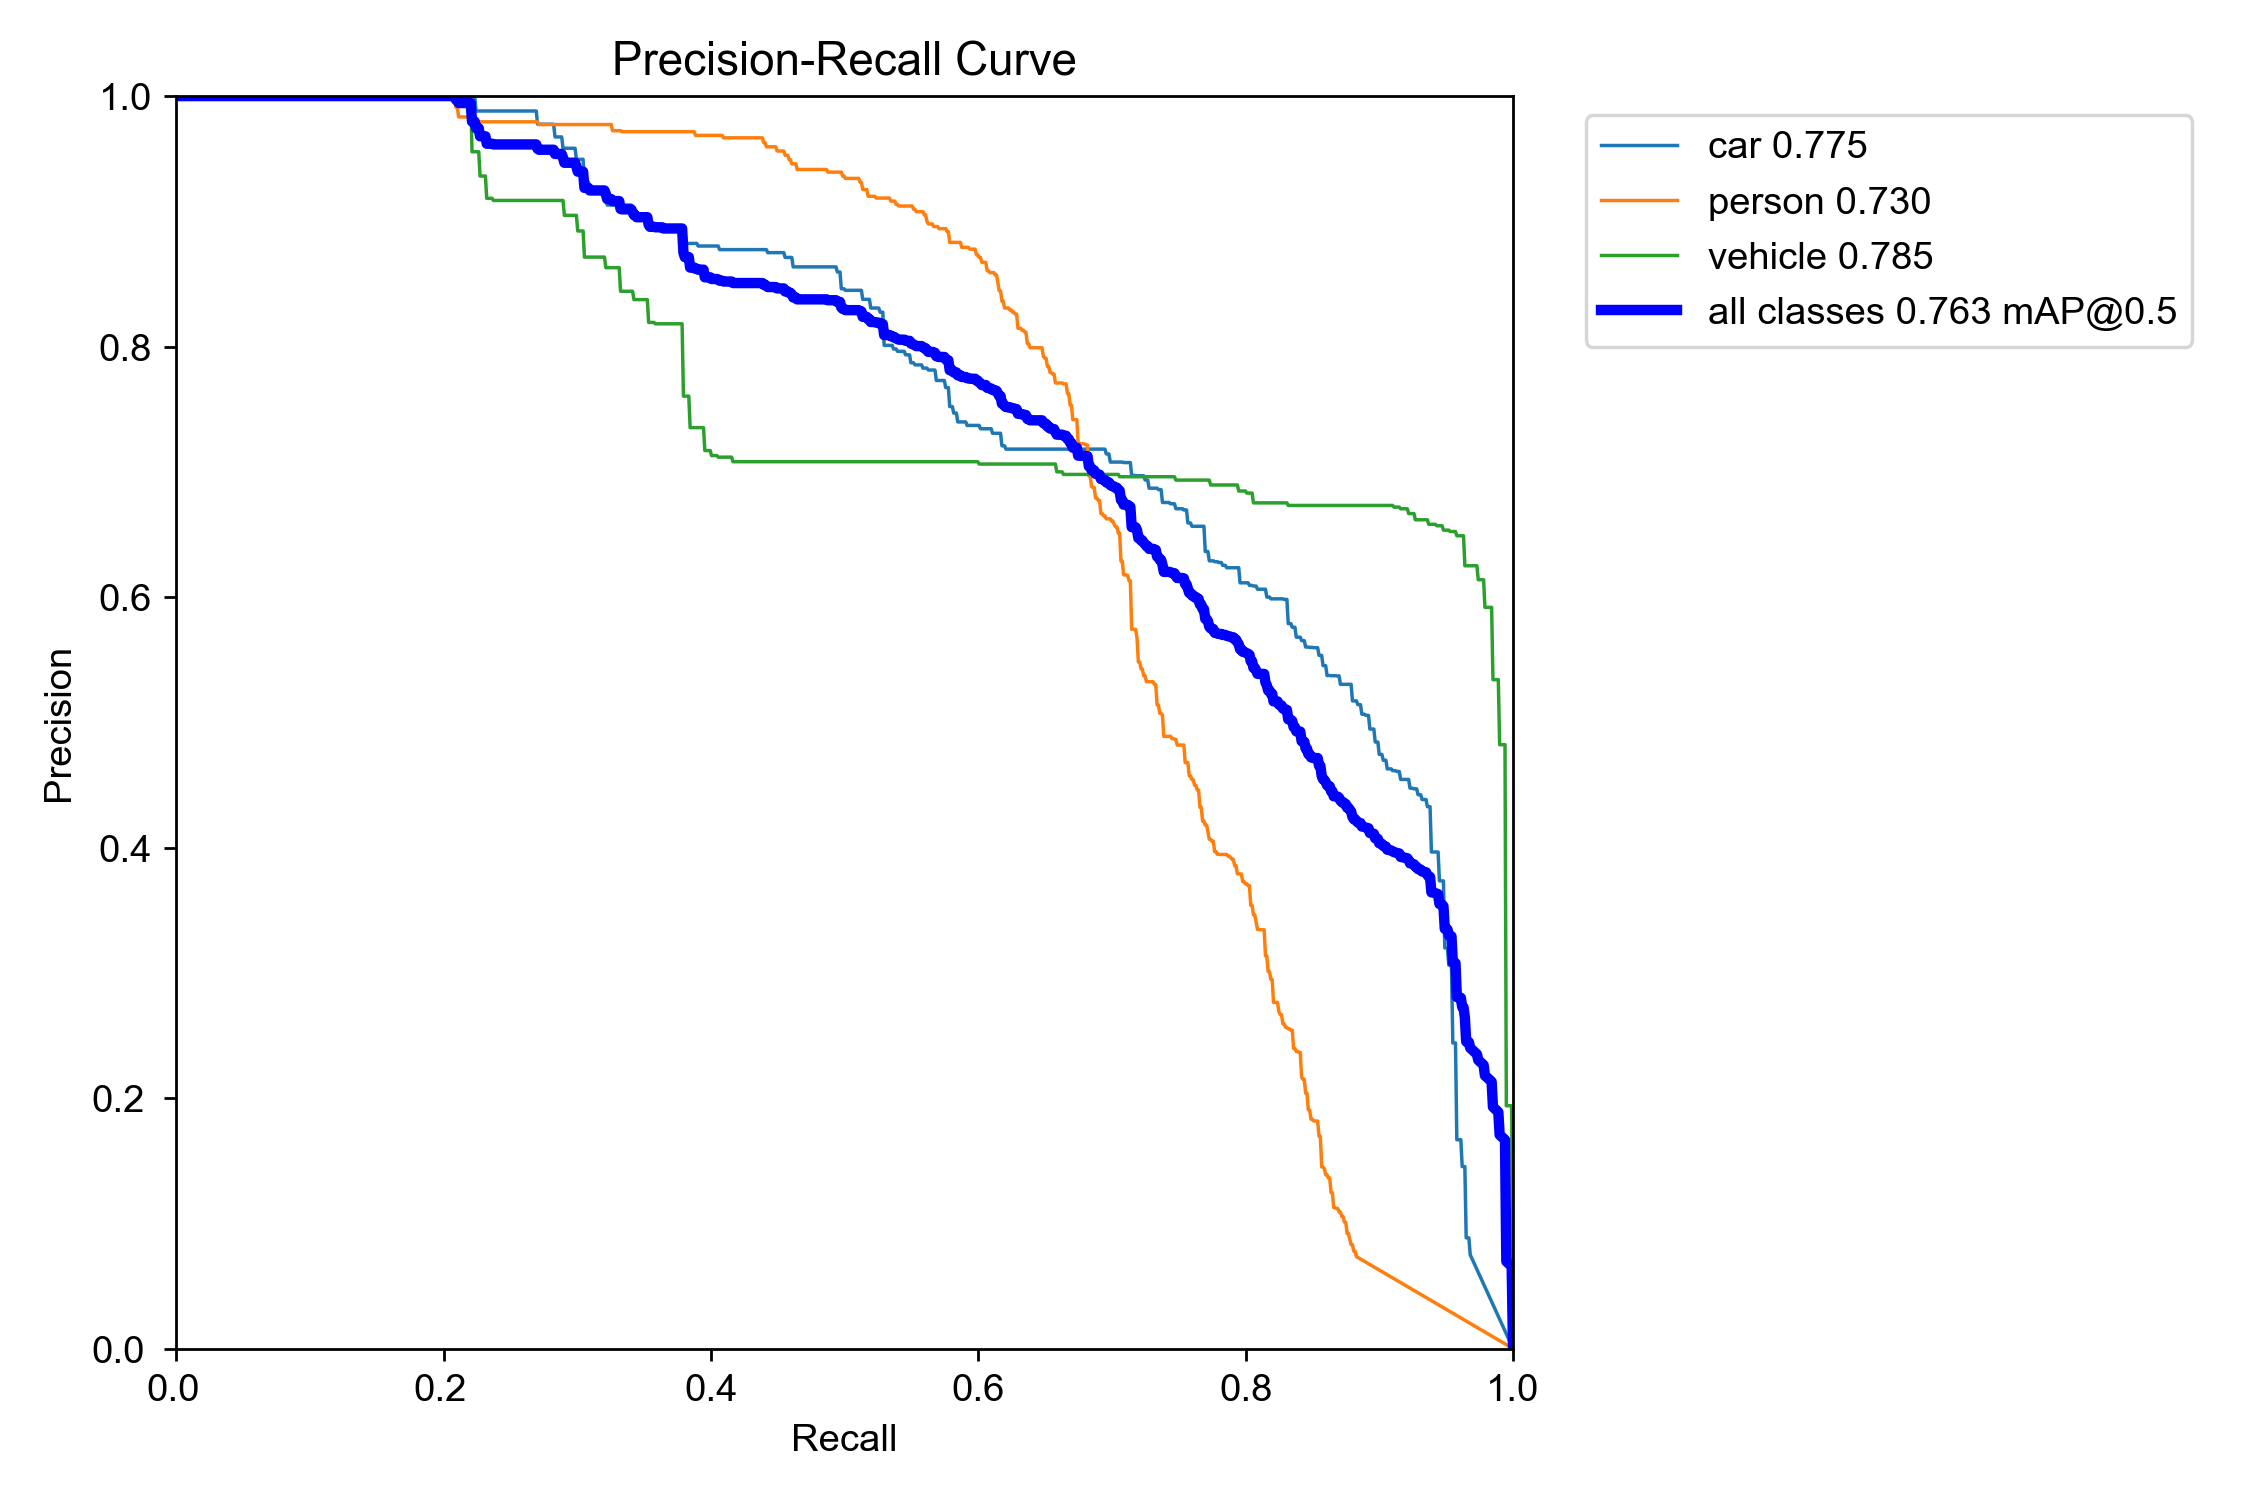 Precision-Recall Curve
1.0
0.8
0.6
0.4
0.2
0.0
Precision
0.0 0.2 0.4 0.6 0.8 1.0
Recall
car 0.775
person 0.730
vehicle 0.785
all classes 0.763 mAP@0.5